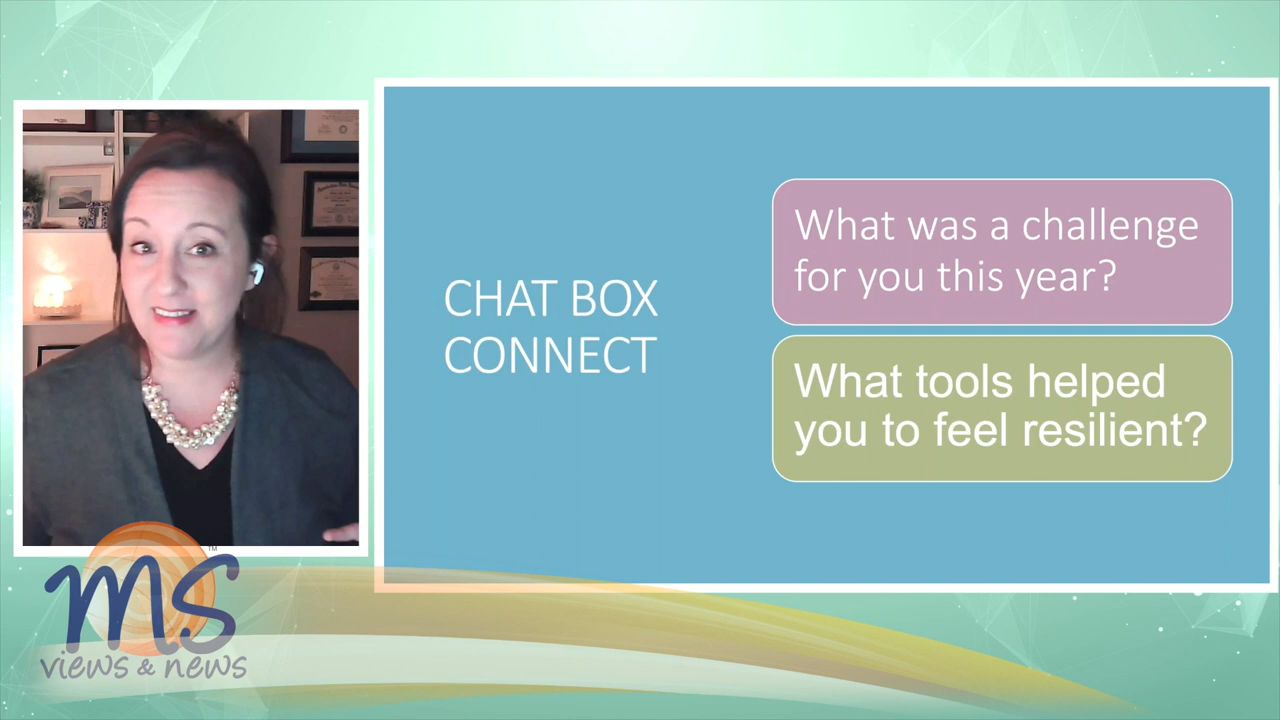 CHAT BOX
CONNECT
What was a challenge
for you this year?
What tools helped
you to feel resilient?
MS
TM
views & news